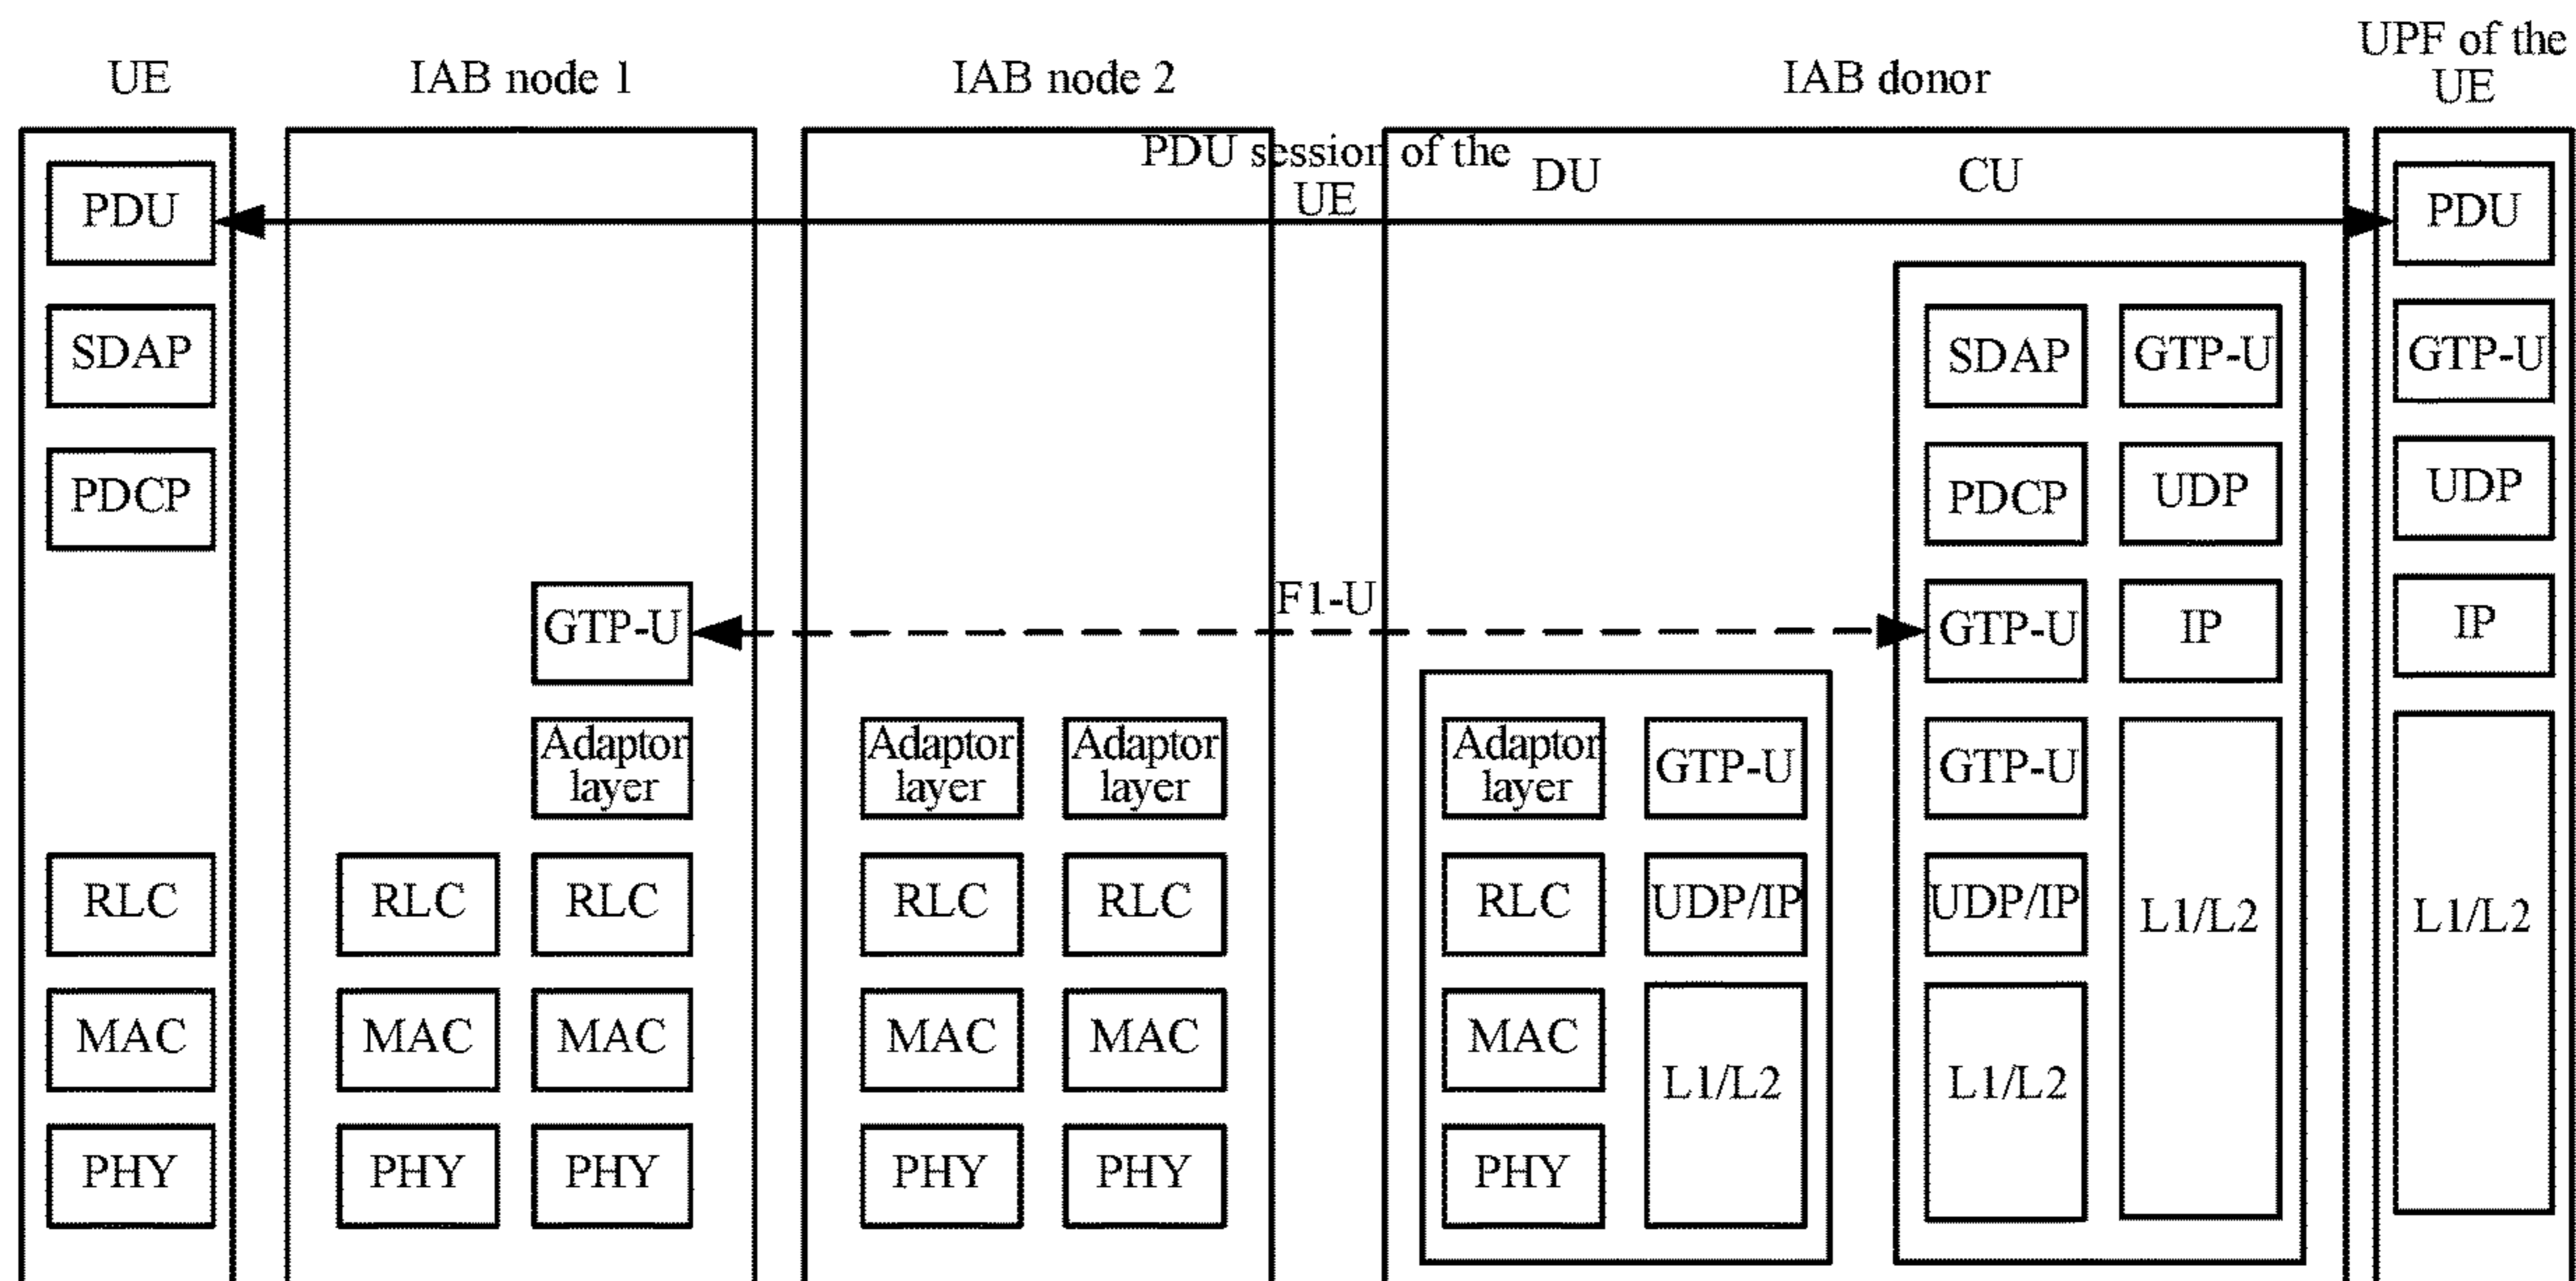 UE
IAB node 1
IAB node 2
IAB donor
UPF of the
UE
PDU session of the
UE
DU
CU
PDU
PDU
SDAP
SDAP
GTP-U
GTP-U
PDCP
PDCP
UDP
UDP
GTP-U
F1-U
GTP-U
IP
IP
Adaptor
layer
Adaptor
layer
Adaptor
layer
Adaptor
layer
GTP-U
GTP-U
RLC
RLC
RLC
RLC
RLC
RLC
UDP/IP
UDP/IP
L1/L2
L1/L2
MAC
MAC
MAC
MAC
MAC
MAC
L1/L2
L1/L2
PHY
PHY
PHY
PHY
PHY
PHY